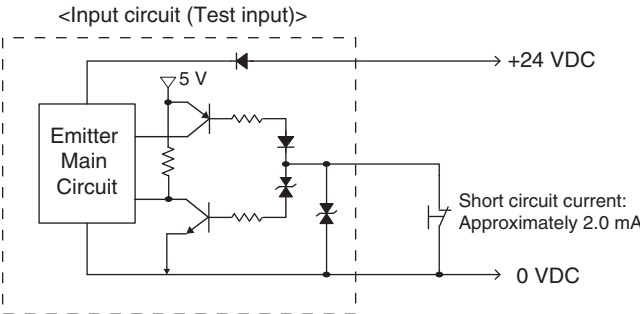 <Input circuit (Test input)>
+24 VDC
5 V
Emitter
Main
Circuit
Short circuit current:
Approximately 2.0 mA
0 VDC